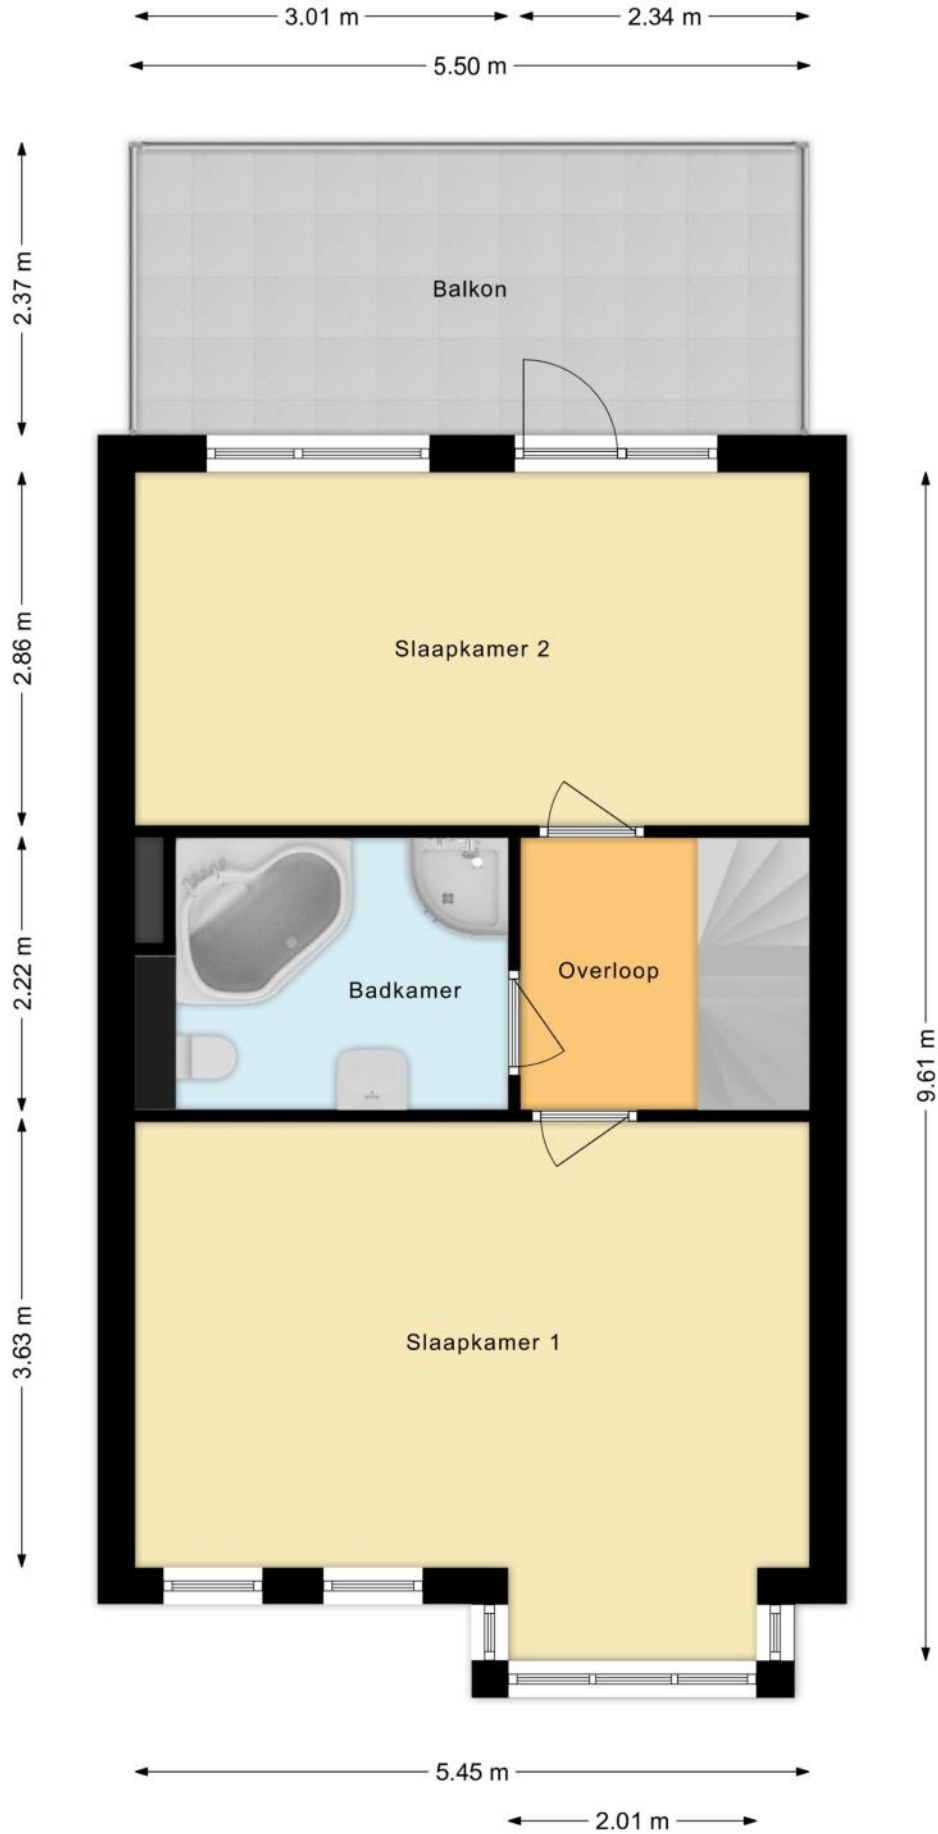 3.01 m
2.34 m
5.50 m
2.37 m
Balkon
2.86 m
Slaapkamer 2
2.22 m
Badkamer
Overloop
9.61 m
3.63 m
Slaapkamer 1
5.45 m
2.01 m